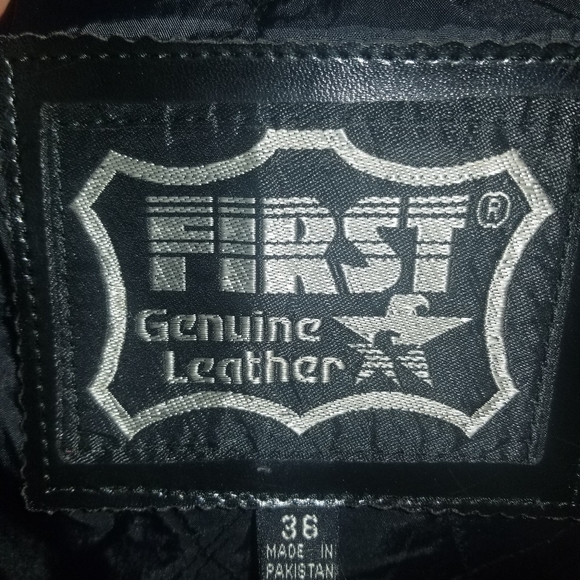 FIRST®
Genuine
Leather
36
MADE IN
PAKISTAN